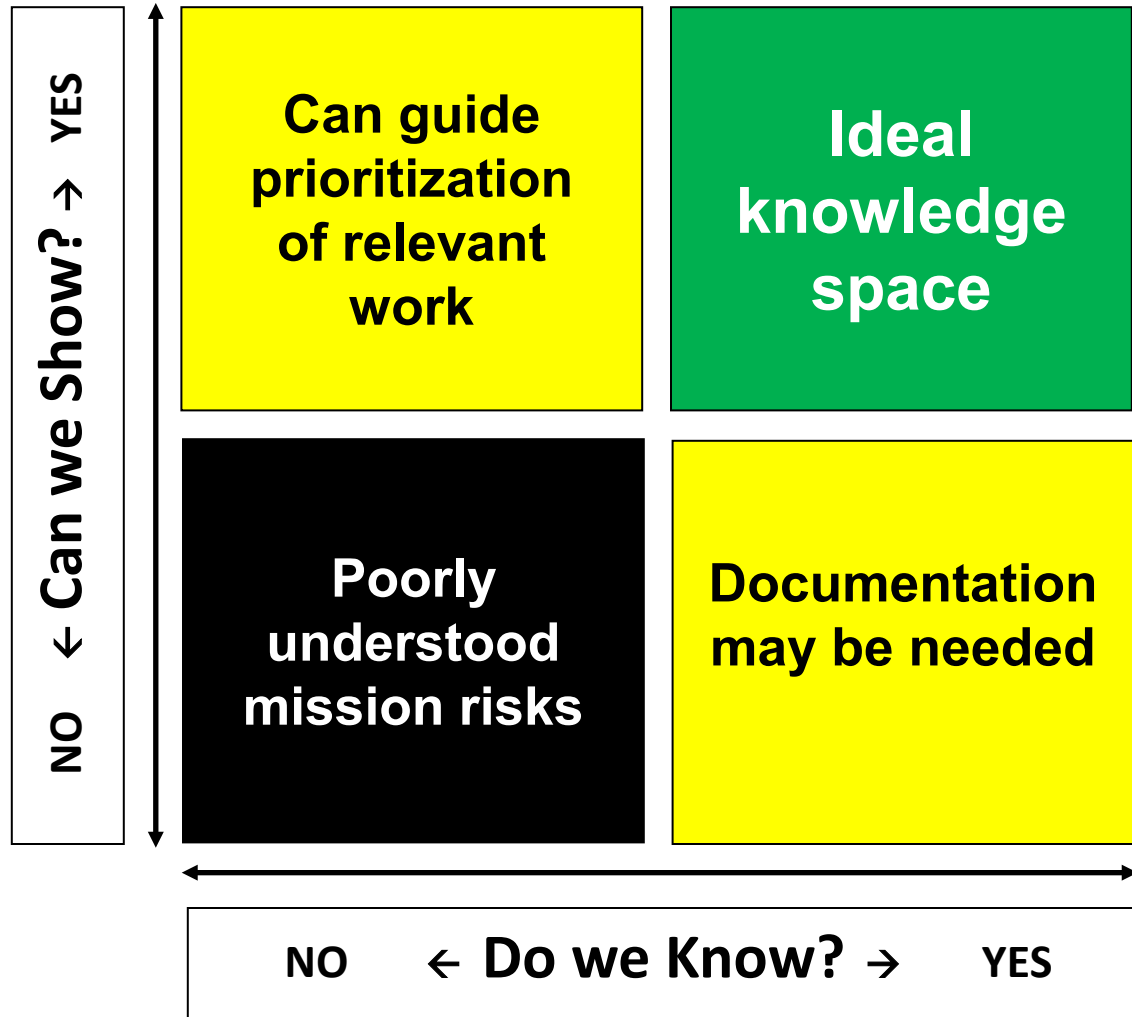 NO ← Can we Show? → YES
Can guide
prioritization
of relevant
work
Ideal
knowledge
space
Poorly
understood
mission risks
Documentation
may be needed
NO ← Do we Know? → YES